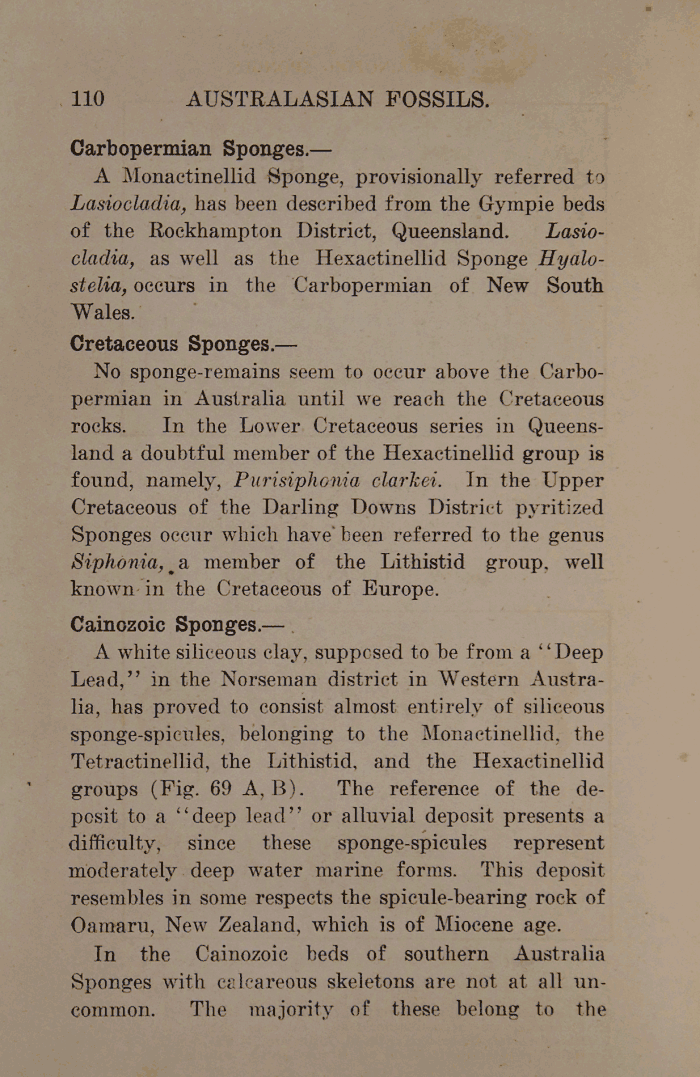 110 AUSTRALASIAN FOSSILS.
Carbopermian Sponges.—
A Monactinellid Sponge, provisionally referred to
Lasiocladia, has been described from the Gympie beds
of the Rockhampton District, Queensland. Lasio-
cladia, as well as the Hexactinellid Sponge Hyalo-
stelia, occurs in the Carbopermian of New South
Wales.
Cretaceous Sponges.—
No sponge-remains seem to occur above the Carbo-
permian in Australia until we reach the Cretaceous
rocks. In the Lower Cretaceous series in Queens-
land a doubtful member of the Hexactinellid group is
found, namely, Purisiphonia clarkei. In the Upper
Cretaceous of the Darling Downs District pyritized
Sponges occur which have been referred to the genus
Siphonia, a member of the Lithistid group, well
known in the Cretaceous of Europe.
Cainozoic Sponges.—
A white siliceous clay, supposed to be from a ‘‘Deep
Lead,’’ in the Norseman district in Western Austra-
lia, has proved to consist almost entirely of siliceous
sponge-spicules, belonging to the Monactinellid, the
Tetractinellid, the Lithistid, and the Hexactinellid
groups (Fig. 69 A, B). The reference of the de-
posit to a ‘‘deep lead’’ or alluvial deposit presents a
difficulty, since these sponge-spicules represent
moderately deep water marine forms. This deposit
resembles in some respects the spicule-bearing rock of
Oamaru, New Zealand, which is of Miocene age.
In the Cainozoic beds of southern Australia
Sponges with calcareous skeletons are not at all un-
common. The majority of these belong to the